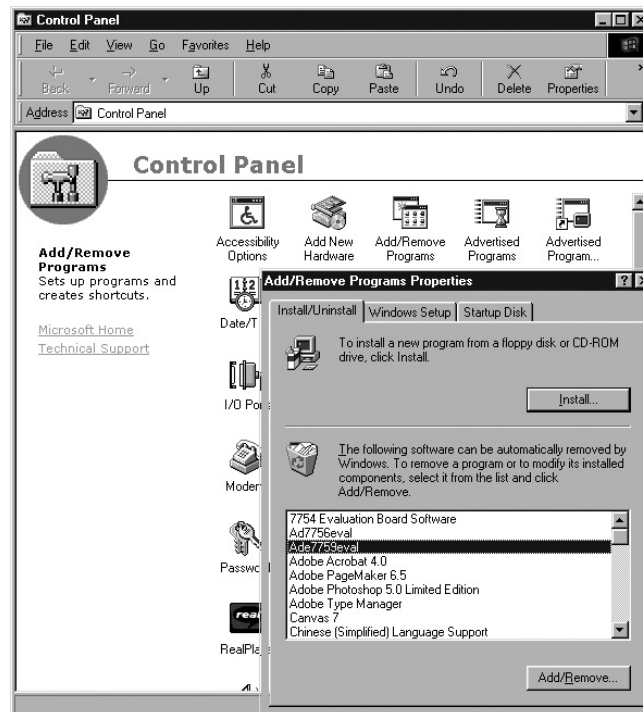 Control Panel
File Edit View Go Favorites Help
Back Forward Up Cut Copy Paste Undo Delete Properties
Address Control Panel
Control Panel
Add/Remove
Programs
Sets up programs and
creates shortcuts.
Microsoft Home
Technical Support
Accessibility
Options
Add New
Hardware
Add/Remove
Programs
Advertised
Programs
Advertised
Program...
Date/T
I/O Po
Moder
Passwo
real
RealPla
Add/Remove Programs Properties
Install/Uninstall Windows Setup Startup Disk
To install a new program from a floppy disk or CD-ROM
drive, click Install.
Install...
The following software can be automatically removed by
Windows. To remove a program or to modify its installed
components, select it from the list and click
Add/Remove.
7754 Evaluation Board Software
Ad7756eval
Ade7759eval
Adobe Acrobat 4.0
Adobe PageMaker 6.5
Adobe Photoshop 5.0 Limited Edition
Adobe Type Manager
Canvas 7
Chinese (Simplified) Language Support
Add/Remove...